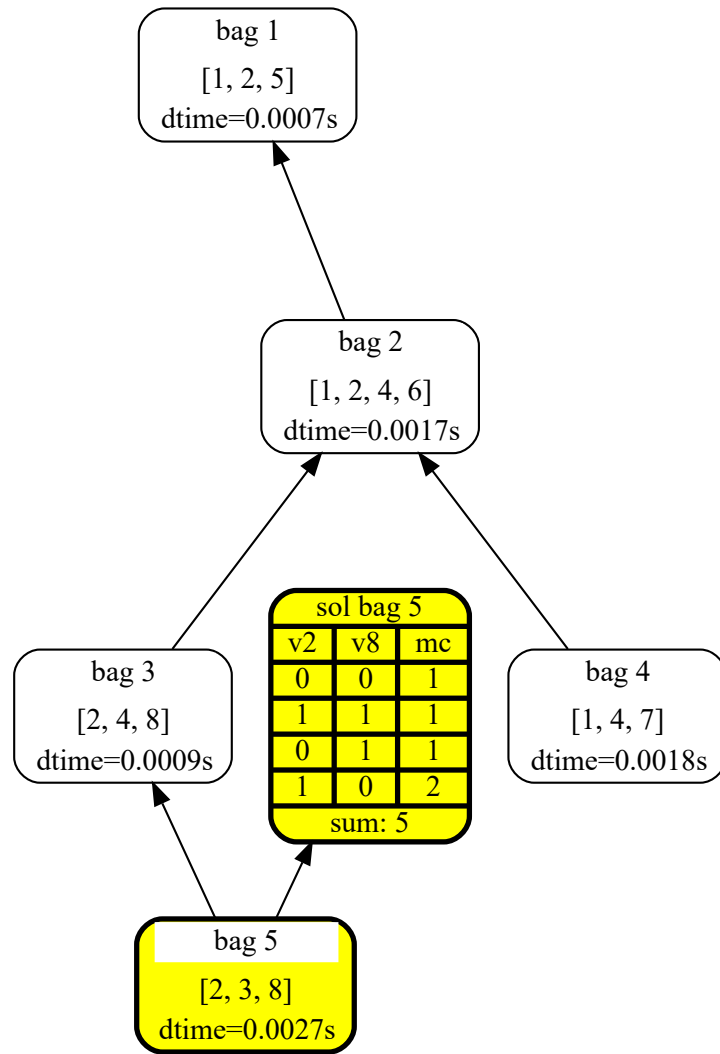 bag 1
[1, 2, 5]
dtime=0.0007s
bag 2
[1, 2, 4, 6]
dtime=0.0017s
bag 3
[2, 4, 8]
dtime=0.0009s
sol bag 5
v2 v8 mc
0 0 1
1 1 1
0 1 1
1 0 2
sum: 5
bag 4
[1, 4, 7]
dtime=0.0018s
bag 5
[2, 3, 8]
dtime=0.0027s